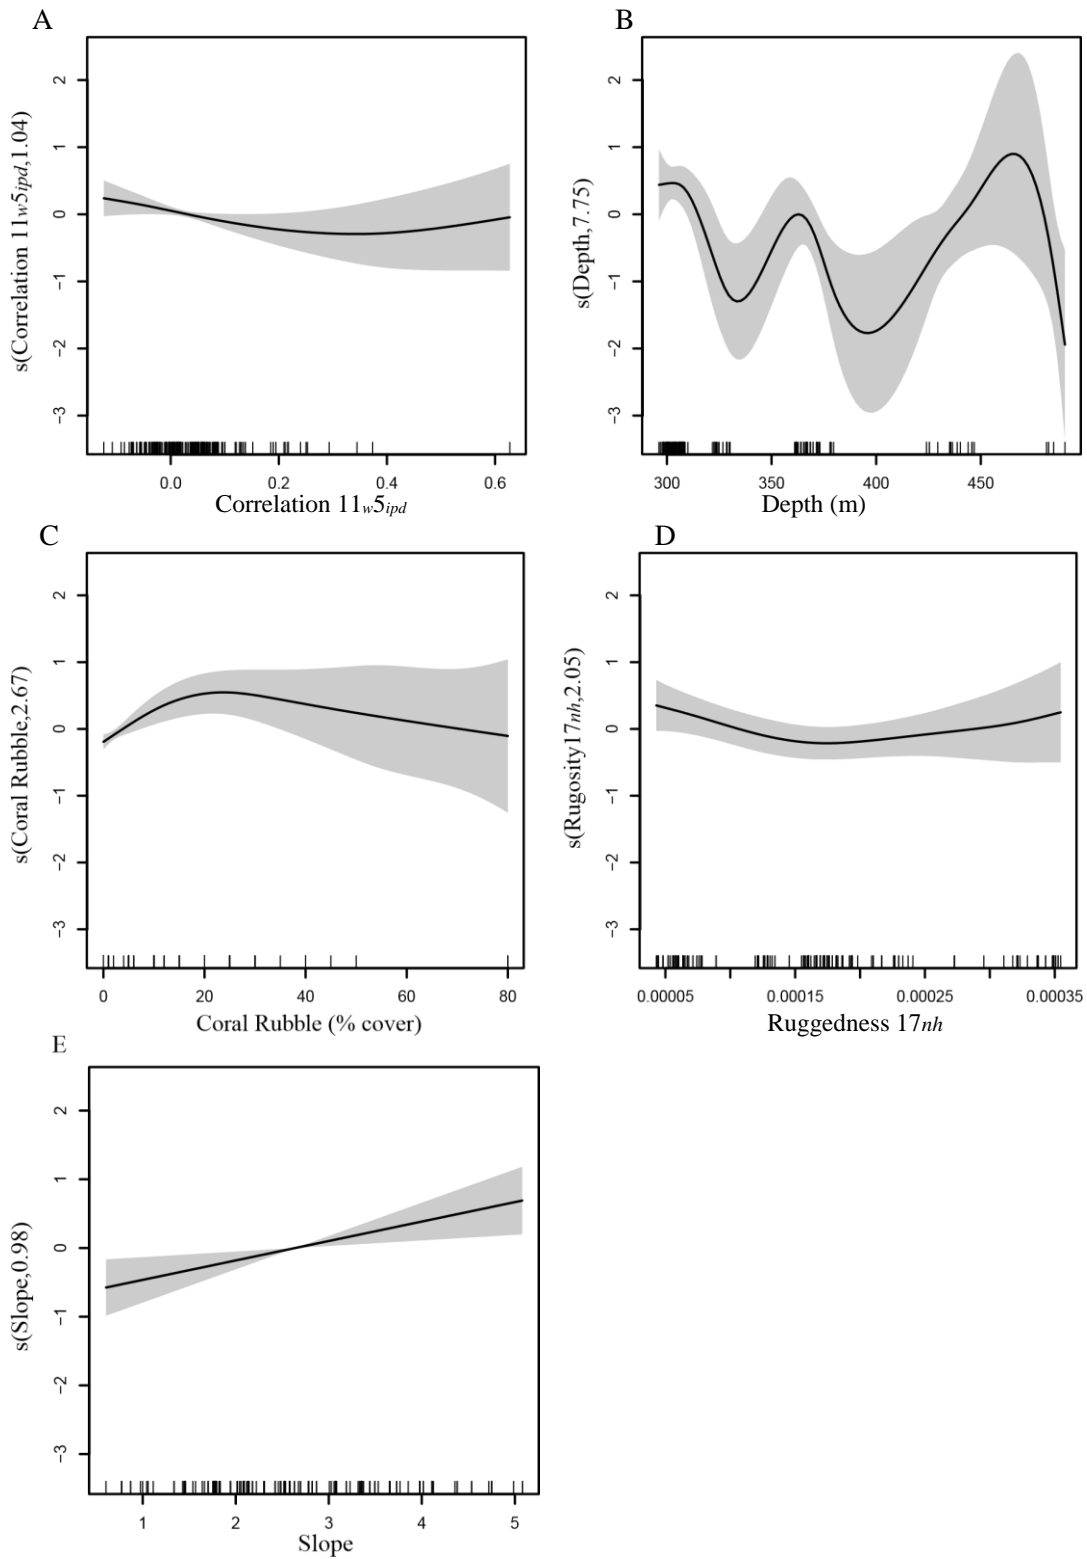 A
s(Correlation 11w5ipd,1.04)
2
1
0
-1
-2
-3
0.0 0.2 0.4 0.6
Correlation 11w5ipd
B
s(Depth,7.75)
2
1
0
-1
-2
-3
300 350 400 450
Depth (m)
C
s(Coral Rubble,2.67)
2
1
0
-1
-2
-3
0 20 40 60 80
Coral Rubble (% cover)
D
s(Rugosity17nh,2.05)
2
1
0
-1
-2
-3
0.00005 0.00015 0.00025 0.00035
Ruggedness 17nh
E
s(Slope,0.98)
2
1
0
-1
-2
-3
1 2 3 4 5
Slope